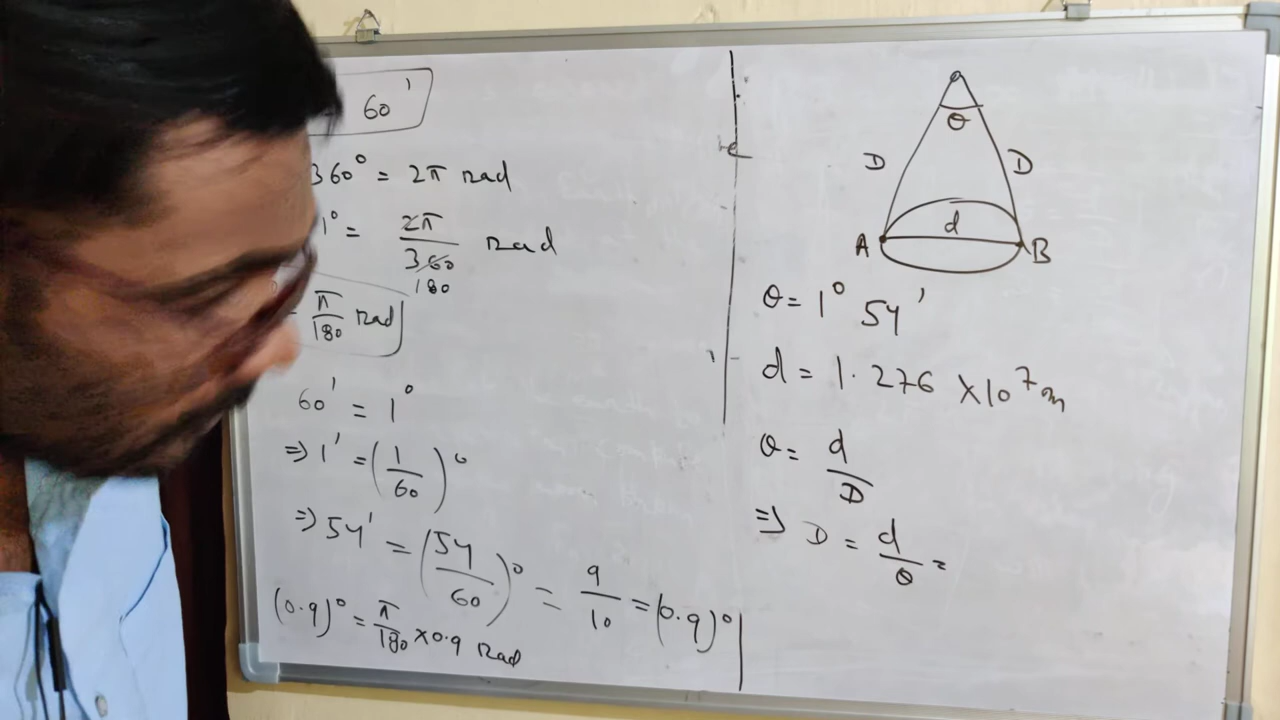 60'
360° = 2π rad
1° = 2π/360 rad
180
π/180 rad
60' = 1°
⇒ 1' = (1/60)°
⇒ 54' = (54/60)° = 9/10 = (0.9)°
(0.9)° = π/180 × 0.9 rad
θ
D D
d
A B
θ = 1° 54'
d = 1.276 × 10⁷ m
θ = d/D
⇒ D = d/θ =